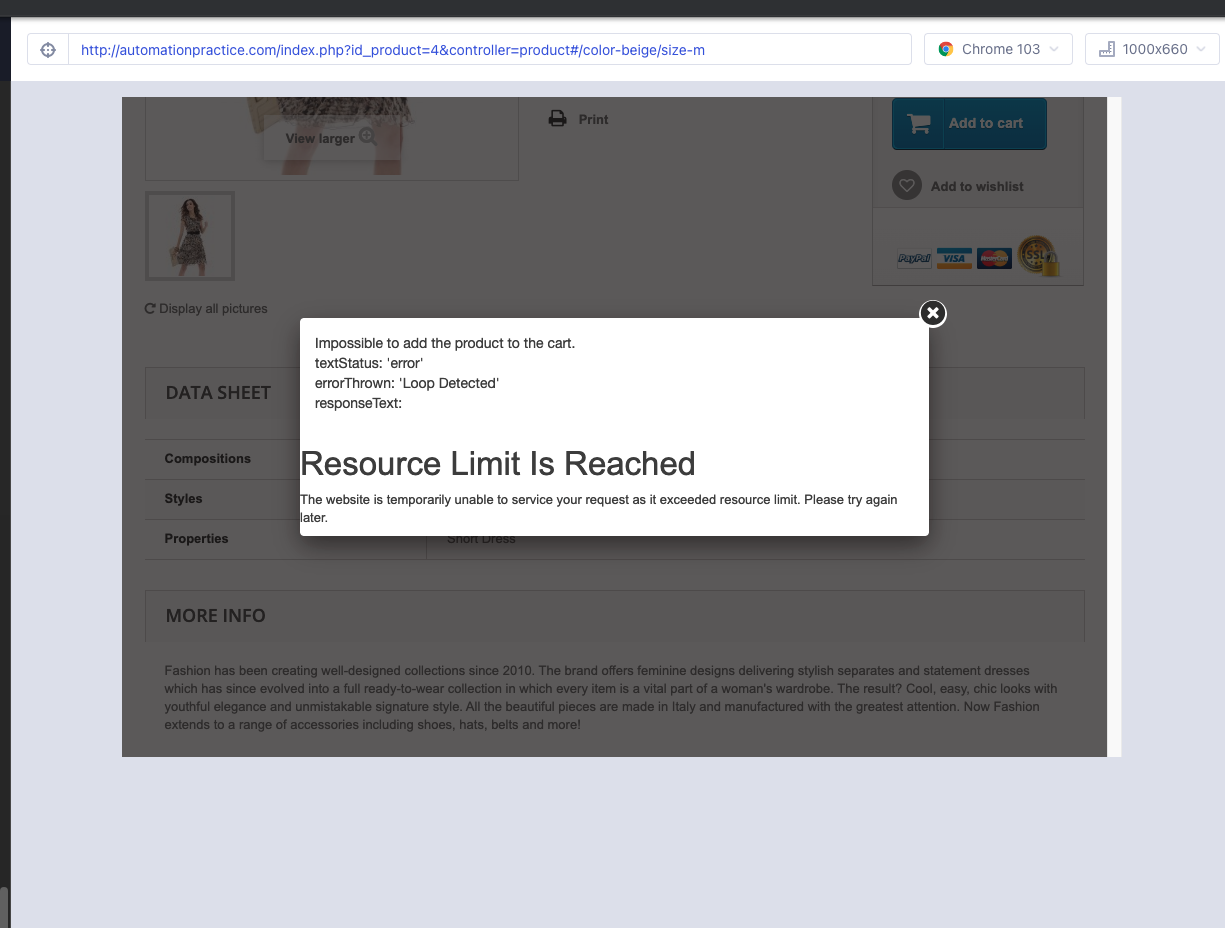 http://automationpractice.com/index.php?id_product=4&controller=product#/color-beige/size-m
Chrome 103
1000x660
View larger
Print
Add to cart
Add to wishlist
PayPal VISA MasterCard SSL
Display all pictures
Impossible to add the product to the cart.
textStatus: 'error'
errorThrown: 'Loop Detected'
responseText:
Resource Limit Is Reached
The website is temporarily unable to service your request as it exceeded resource limit. Please try again
later.
DATA SHEET
Compositions
Styles
Properties
Short Dress
MORE INFO
Fashion has been creating well-designed collections since 2010. The brand offers feminine designs delivering stylish separates and statement dresses
which has since evolved into a full ready-to-wear collection in which every item is a vital part of a woman's wardrobe. The result? Cool, easy, chic looks with
youthful elegance and unmistakable signature style. All the beautiful pieces are made in Italy and manufactured with the greatest attention. Now Fashion
extends to a range of accessories including shoes, hats, belts and more!